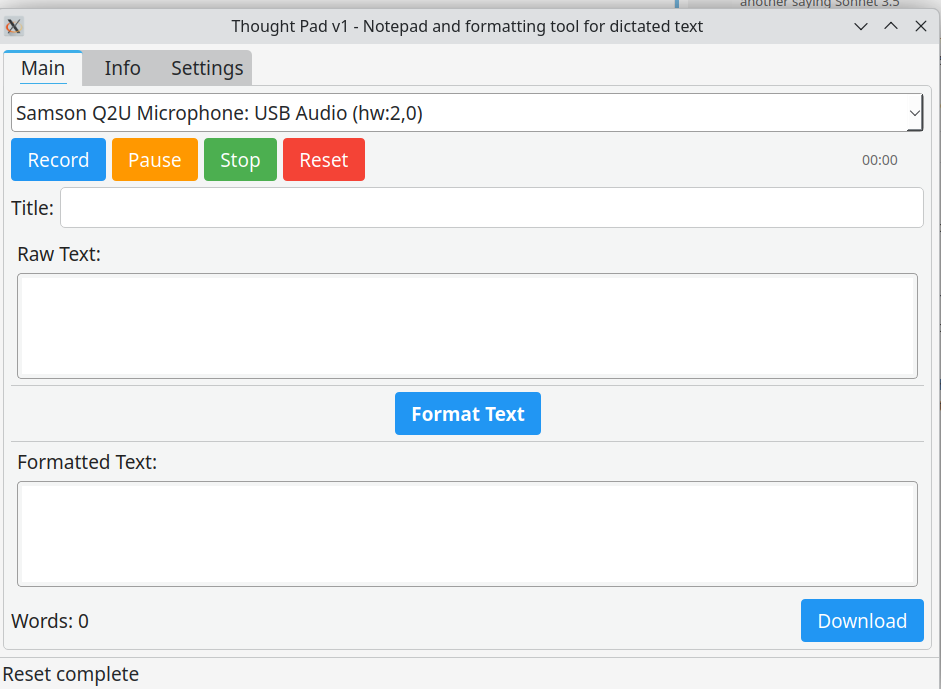 another saying Sonnet 3.5
Thought Pad v1 - Notepad and formatting tool for dictated text
Main Info Settings
Samson Q2U Microphone: USB Audio (hw:2,0)
Record Pause Stop Reset 00:00
Title:
Raw Text:
Format Text
Formatted Text:
Words: 0 Download
Reset complete